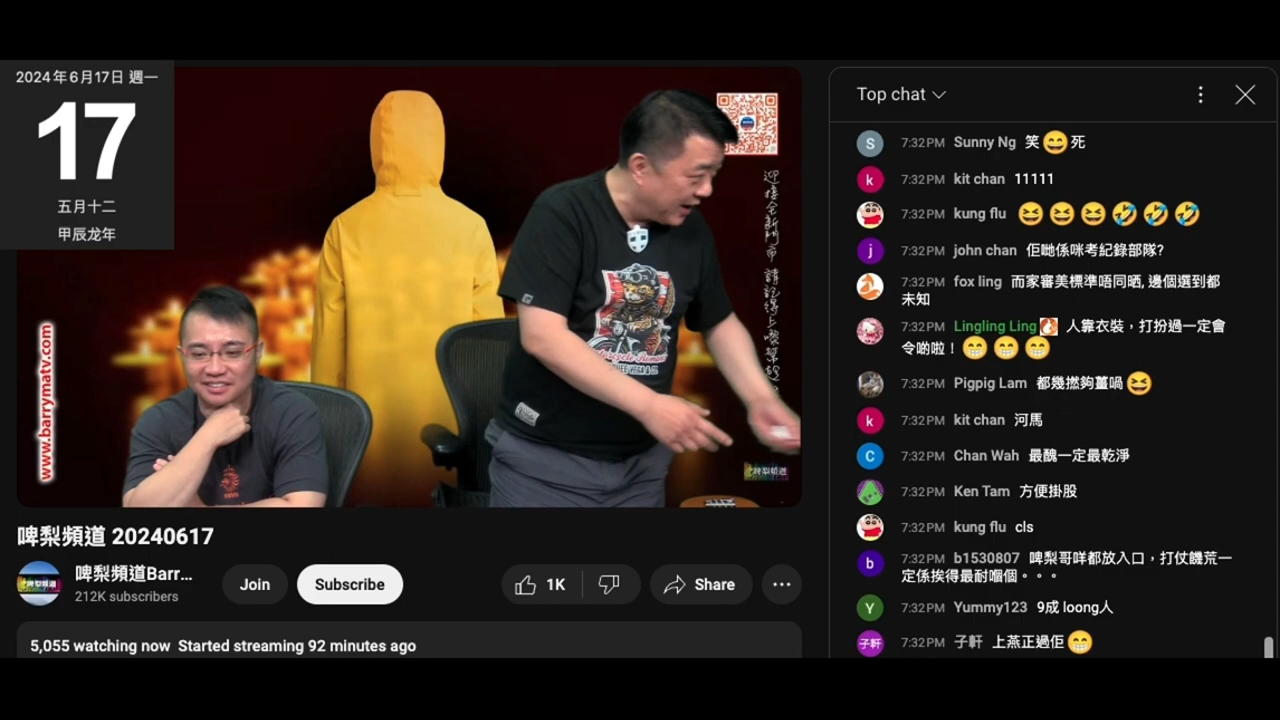 2024年6月17日 週一
17
五月十二
甲辰龙年
www.barrymatv.com
啤梨頻道
啤梨頻道 20240617
啤梨頻道Barr...
212K subscribers
Join
Subscribe
1K
Share
5,055 watching now Started streaming 92 minutes ago
Top chat
7:32PM Sunny Ng 笑😄死
7:32PM kit chan 11111
7:32PM kung flu 😆😆😆🤣🤣🤣
7:32PM john chan 佢哋係咪考紀錄部隊?
7:32PM fox ling 而家審美標準唔同晒, 邊個選到都
未知
7:32PM Lingling Ling 人靠衣裝，打扮過一定會
令啲啦！😁😁😁
7:32PM Pigpig Lam 都幾撚夠薑喎😆
7:32PM kit chan 河馬
7:32PM Chan Wah 最醜一定最乾淨
7:32PM Ken Tam 方便掛股
7:32PM kung flu cls
7:32PM b1530807 啤梨哥咩都放入口，打仗饑荒一
定係挨得最耐嗰個。。。
7:32PM Yummy123 9成 loong人
7:32PM 子軒 上燕正過佢😁